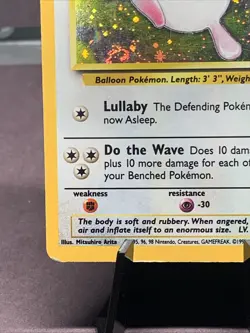 Balloon Pokémon. Length: 3' 3", Weigh
Lullaby The Defending Poké
now Asleep.
Do the Wave Does 10 dam
plus 10 more damage for each of
your Benched Pokémon.
weakness
resistance
-30
The body is soft and rubbery. When angered,
air and inflate itself to an enormous size. LV.
Illus. Mitsuhiro Arita 95, 96, 98 Nintendo, Creatures, GAMEFREAK. ©199